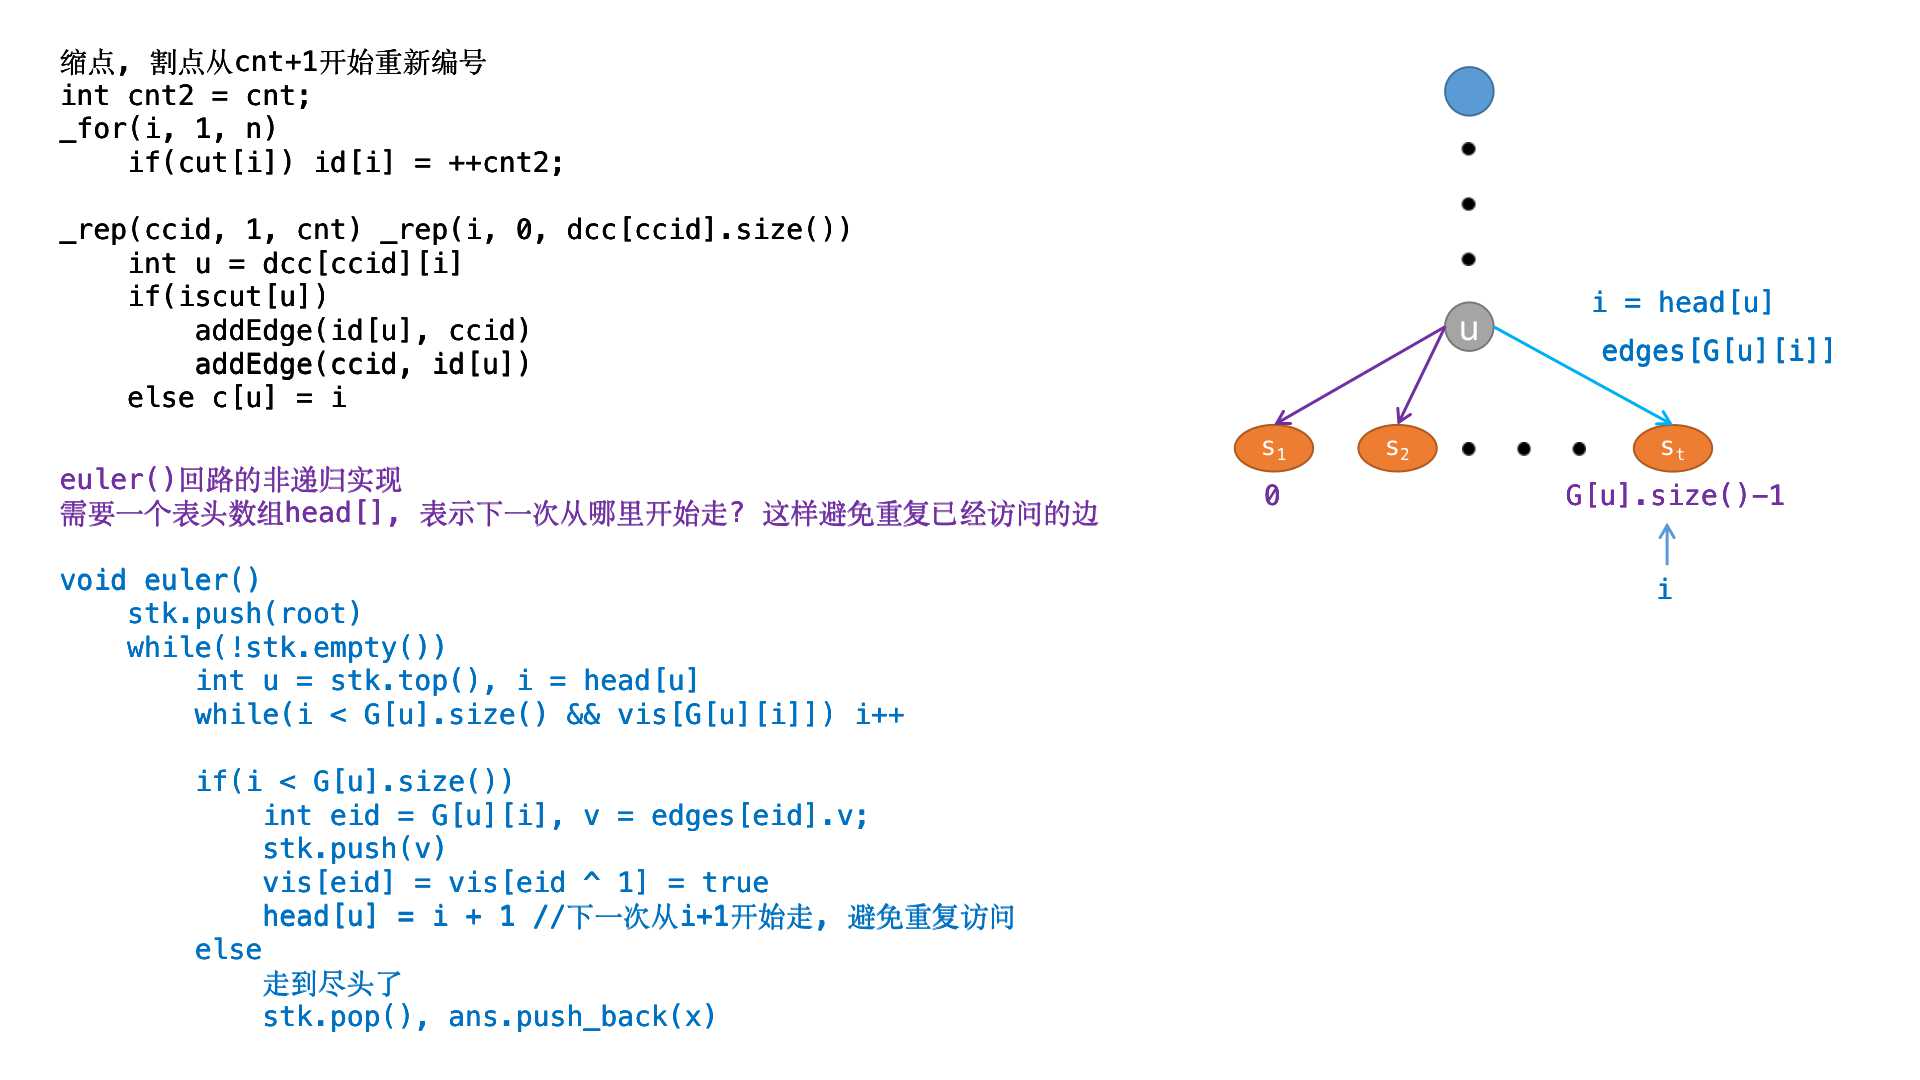 缩点, 割点从cnt+1开始重新编号
int cnt2 = cnt;
_for(i, 1, n)
    if(cut[i]) id[i] = ++cnt2;
_rep(ccid, 1, cnt) _rep(i, 0, dcc[ccid].size())
    int u = dcc[ccid][i]
    if(iscut[u])
        addEdge(id[u], ccid)
        addEdge(ccid, id[u])
    else c[u] = i
euler()回路的非递归实现
需要一个表头数组head[], 表示下一次从哪里开始走? 这样避免重复已经访问的边
void euler()
    stk.push(root)
    while(!stk.empty())
        int u = stk.top(), i = head[u]
        while(i < G[u].size() && vis[G[u][i]]) i++
        if(i < G[u].size())
            int eid = G[u][i], v = edges[eid].v;
            stk.push(v)
            vis[eid] = vis[eid ^ 1] = true
            head[u] = i + 1 //下一次从i+1开始走, 避免重复访问
        else
            走到尽头了
            stk.pop(), ans.push_back(x)
i = head[u]
u
edges[G[u][i]]
s1
s2
st
0
G[u].size()-1
i